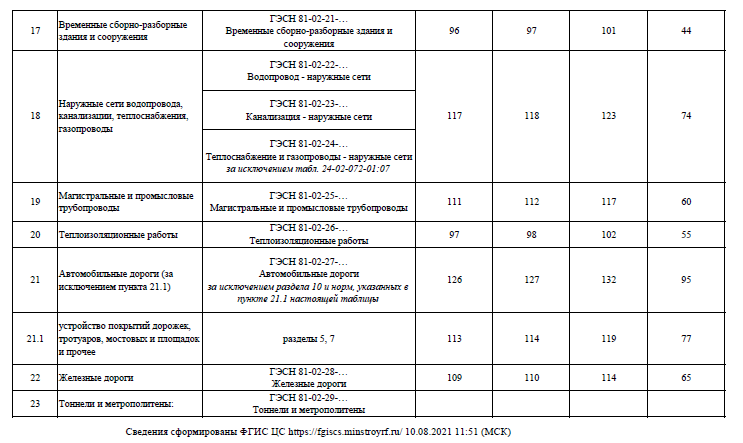 17
Временные сборно-разборные
здания и сооружения
ГЭСН 81-02-21-…
Временные сборно-разборные здания и
сооружения
96
97
101
44
18
Наружные сети водопровода,
канализации, теплоснабжения,
газопроводы
ГЭСН 81-02-22-…
Водопровод - наружные сети
ГЭСН 81-02-23-…
Канализация - наружные сети
ГЭСН 81-02-24-…
Теплоснабжение и газопроводы - наружные сети
за исключением табл. 24-02-072-01:07
117
118
123
74
19
Магистральные и промысловые
трубопроводы
ГЭСН 81-02-25-…
Магистральные и промысловые трубопроводы
111
112
117
60
20
Теплоизоляционные работы
ГЭСН 81-02-26-…
Теплоизоляционные работы
97
98
102
55
21
Автомобильные дороги (за
исключением пункта 21.1)
ГЭСН 81-02-27-…
Автомобильные дороги
за исключением раздела 10 и норм, указанных в
пункте 21.1 настоящей таблицы
126
127
132
95
21.1
устройство покрытий дорожек,
тротуаров, мостовых и площадок
и прочее
разделы 5, 7
113
114
119
77
22
Железные дороги
ГЭСН 81-02-28-…
Железные дороги
109
110
114
65
23
Тоннели и метрополитены:
ГЭСН 81-02-29-…
Тоннели и метрополитены
Сведения сформированы ФГИС ЦС https://fgiscs.minstroyrf.ru/ 10.08.2021 11:51 (МСК)